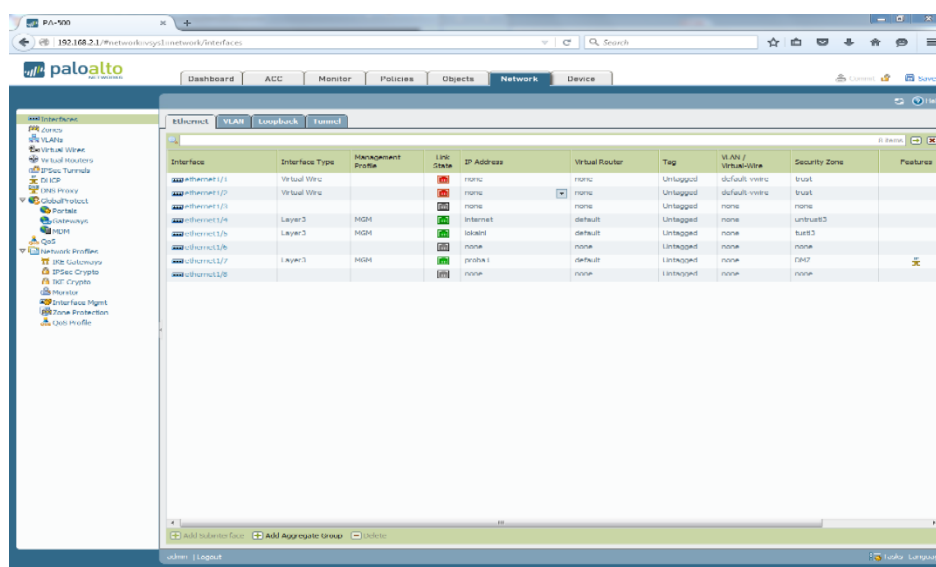 PA-500
192.168.2.1/#network::vsys1::network/interfaces
Search
paloalto
NETWORKS
Dashboard ACC Monitor Policies Objects Network Device
Commit Save
Interfaces
Zones
VLANs
Virtual Wires
Virtual Routers
IPSec Tunnels
DHCP
DNS Proxy
GlobalProtect
Portals
Gateways
MDM
QoS
Network Profiles
IKE Gateways
IPSec Crypto
IKE Crypto
Monitor
Interface Mgmt
Zone Protection
QoS Profile
Ethernet VLAN Loopback Tunnel
8 items
Interface Interface Type Management Profile Link State IP Address Virtual Router Tag VLAN / Virtual-Wire Security Zone Features
ethernet1/1 Virtual Wire none none Untagged default-vwire trust
ethernet1/2 Virtual Wire none none Untagged default-vwire trust
ethernet1/3 none none Untagged none none
ethernet1/4 Layer3 MGM Internet default Untagged none untrustl3
ethernet1/5 Layer3 MGM lokalni default Untagged none tustl3
ethernet1/6 none none Untagged none none
ethernet1/7 Layer3 MGM proba1 default Untagged none DMZ
ethernet1/8 none none Untagged none none
Add Subinterface Add Aggregate Group Delete
admin | Logout
Tasks